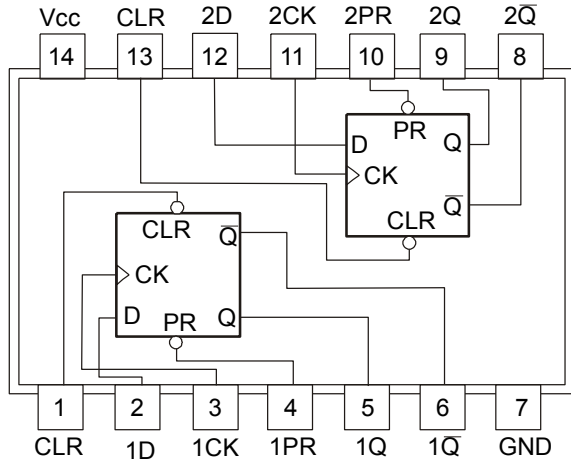 Vcc CLR 2D 2CK 2PR 2Q 2Q̅
14 13 12 11 10 9 8
PR
D Q
CK
Q̅
CLR
CLR Q̅
CK
D PR Q
1 2 3 4 5 6 7
CLR 1D 1CK 1PR 1Q 1Q̅ GND